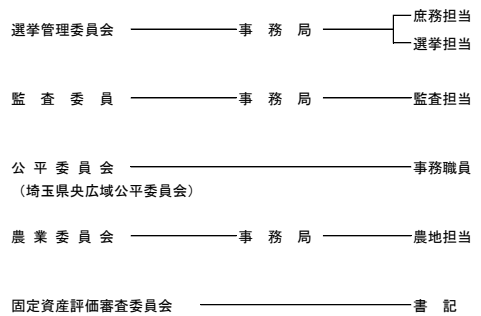 選挙管理委員会 事務局 庶務担当
選挙担当
監査委員 事務局 監査担当
公平委員会 事務職員
（埼玉県央広域公平委員会）
農業委員会 事務局 農地担当
固定資産評価審査委員会 書記